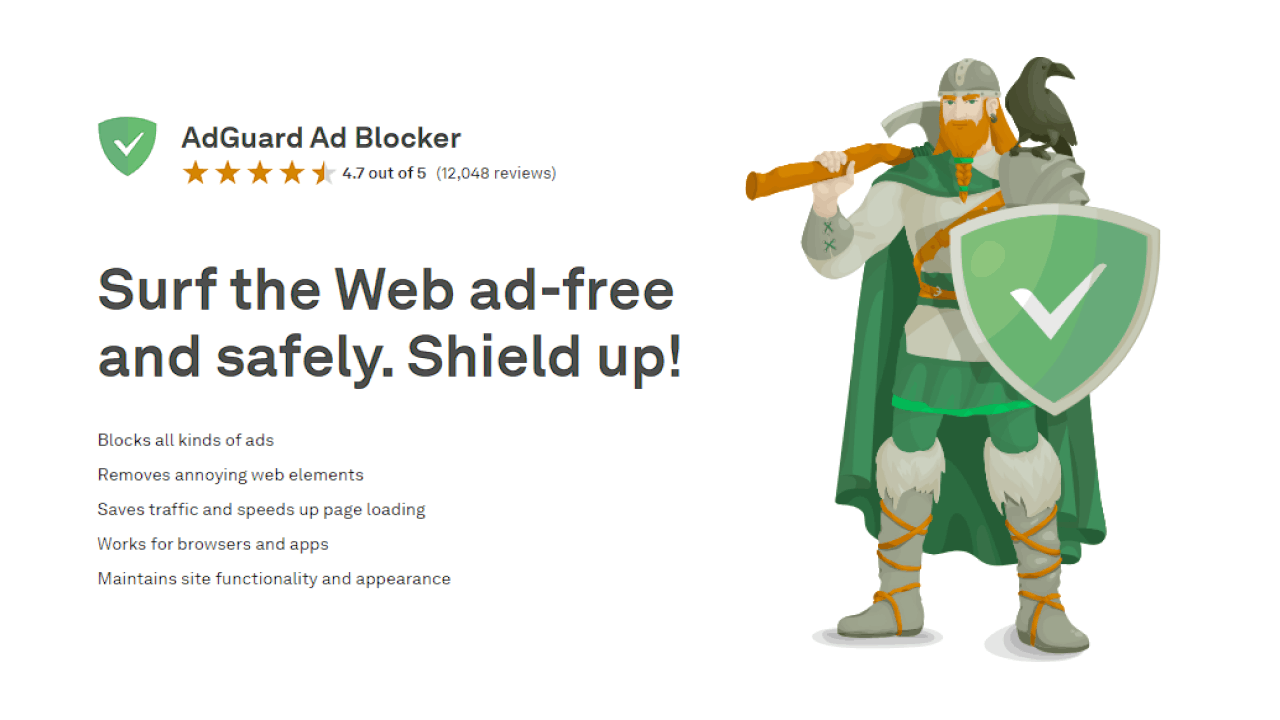 AdGuard Ad Blocker
4.7 out of 5 (12,048 reviews)
Surf the Web ad-free
and safely. Shield up!
Blocks all kinds of ads
Removes annoying web elements
Saves traffic and speeds up page loading
Works for browsers and apps
Maintains site functionality and appearance